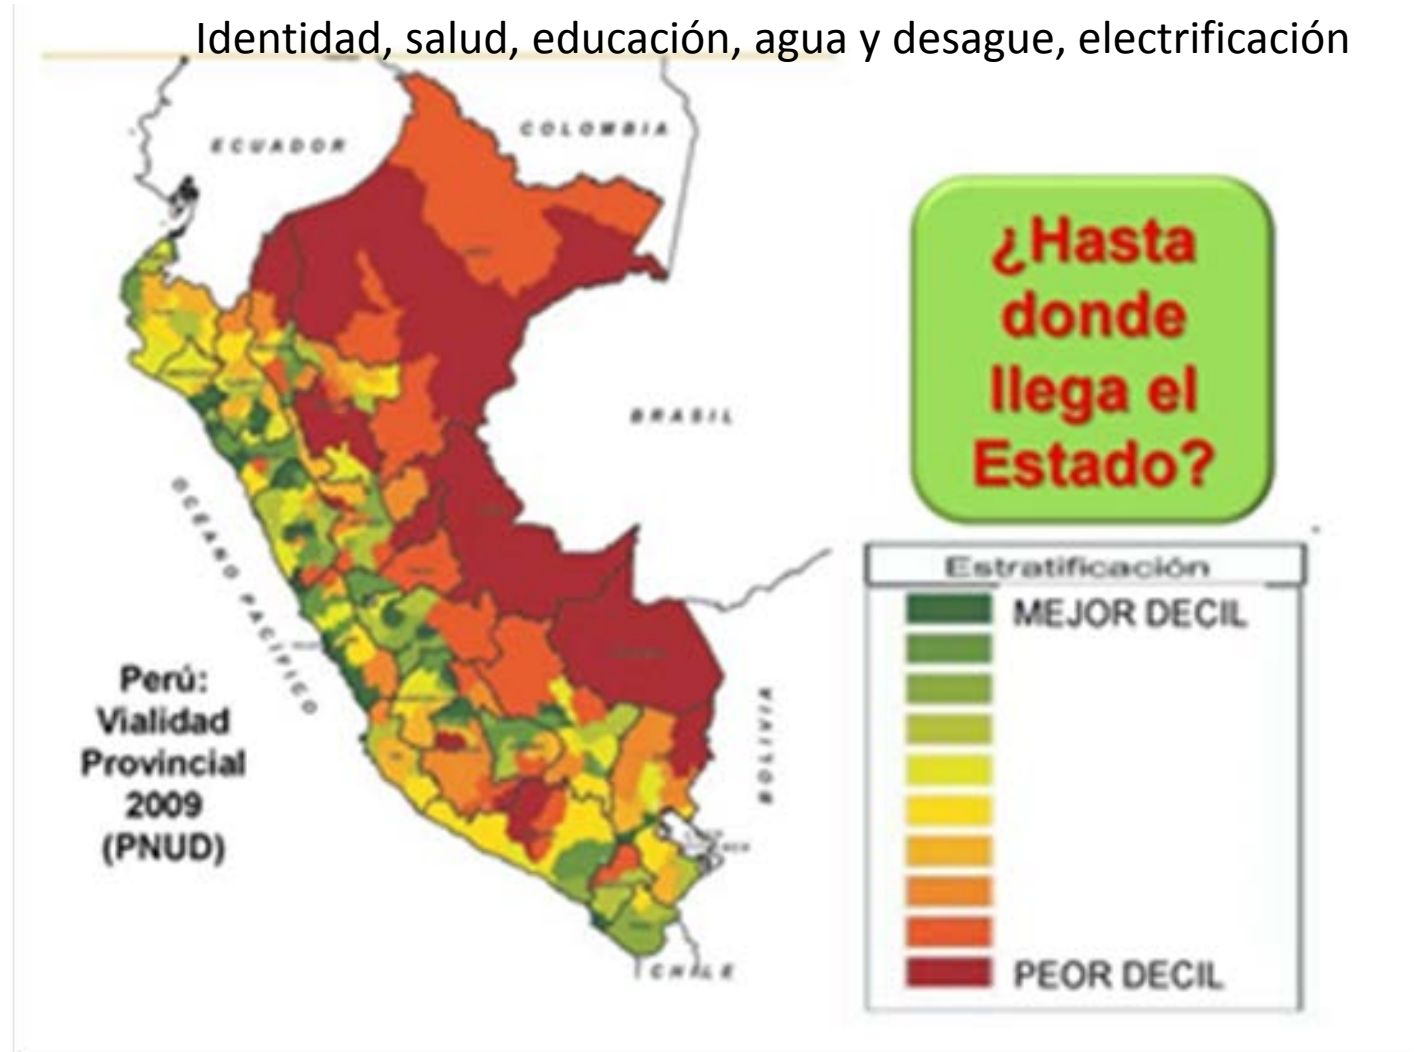 Identidad, salud, educación, agua y desague, electrificación
ECUADOR
COLOMBIA
BRASIL
OCEANO PACÍFICO
BOLIVIA
CHILE
Perú:
Vialidad
Provincial
2009
(PNUD)
¿Hasta
donde
llega el
Estado?
Estratificación
MEJOR DECIL
PEOR DECIL